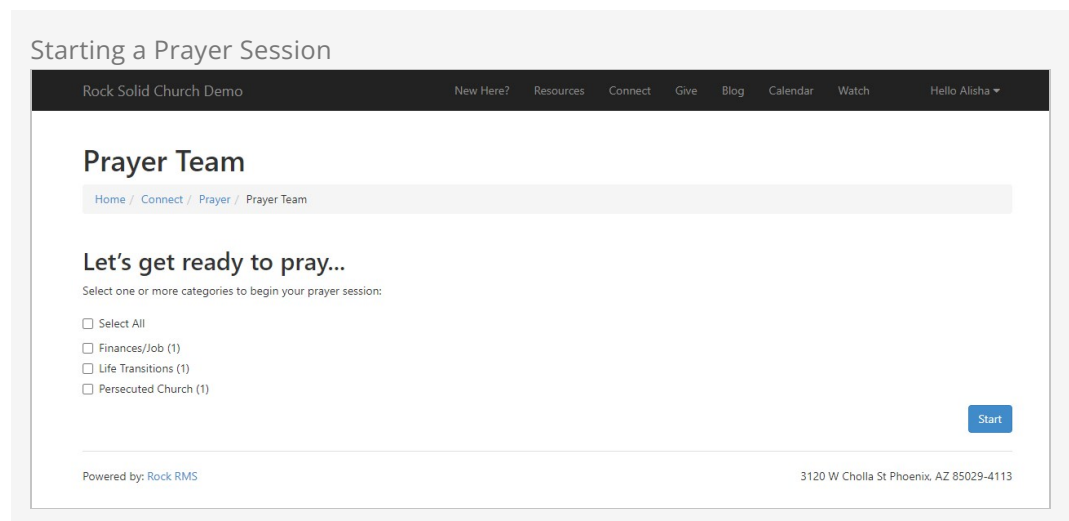 Starting a Prayer Session
Rock Solid Church Demo New Here? Resources Connect Give Blog Calendar Watch Hello Alisha
Prayer Team
Home / Connect / Prayer / Prayer Team
Let's get ready to pray...
Select one or more categories to begin your prayer session:
Select All
Finances/Job (1)
Life Transitions (1)
Persecuted Church (1)
Start
Powered by: Rock RMS 3120 W Cholla St Phoenix, AZ 85029-4113